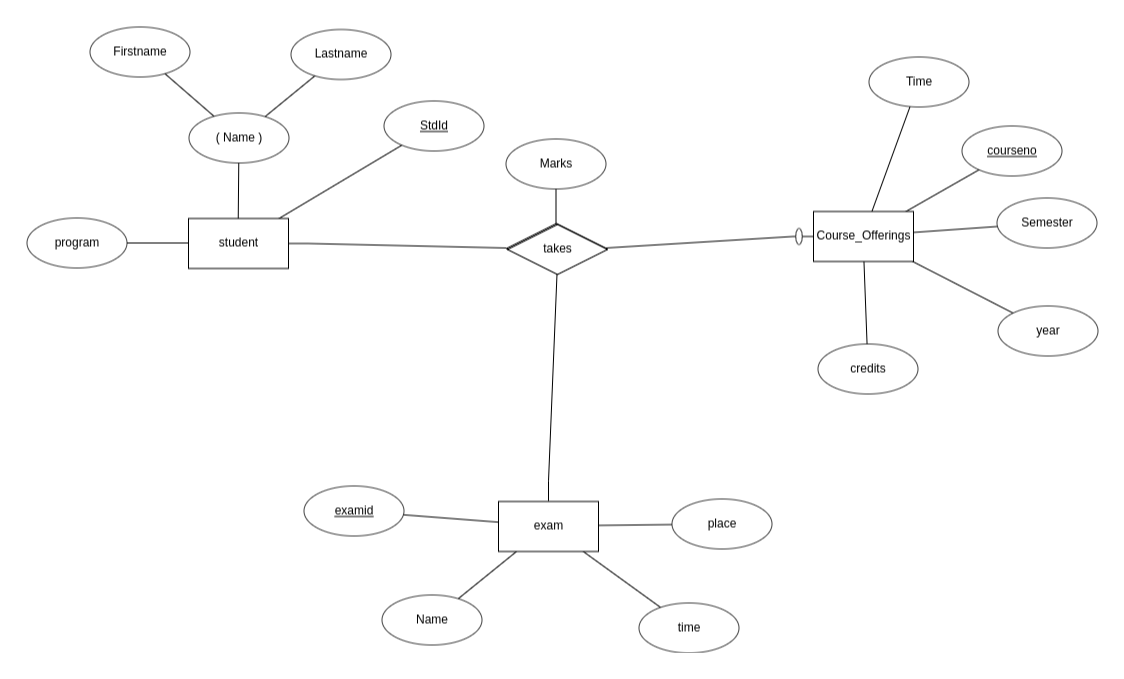 Firstname
Lastname
Time
( Name )
StdId
courseno
Marks
Semester
program
student
takes
Course_Offerings
year
credits
examid
exam
place
Name
time